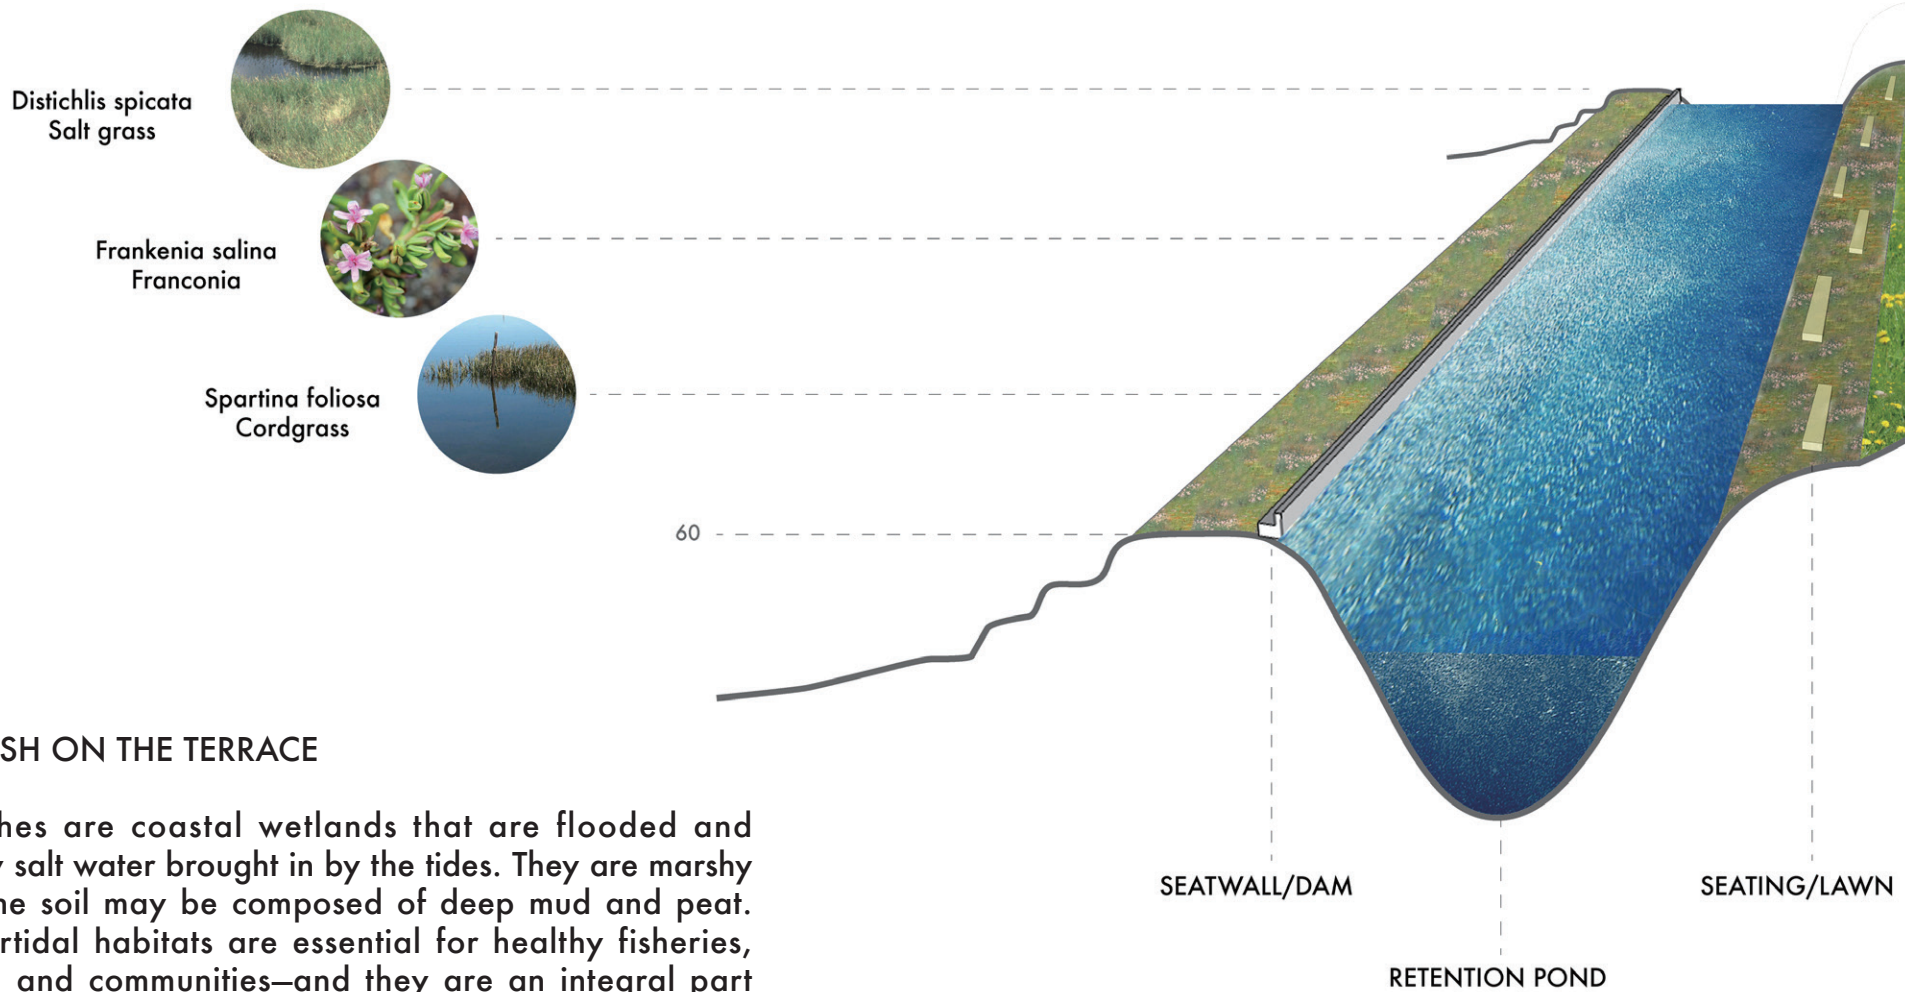 Distichlis spicata
Salt grass
Frankenia salina
Franconia
Spartina foliosa
Cordgrass
60
SH ON THE TERRACE
hes are coastal wetlands that are flooded and
salt water brought in by the tides. They are marshy
he soil may be composed of deep mud and peat.
rtidal habitats are essential for healthy fisheries,
and communities—and they are an integral part
SEATWALL/DAM
SEATING/LAWN
RETENTION POND